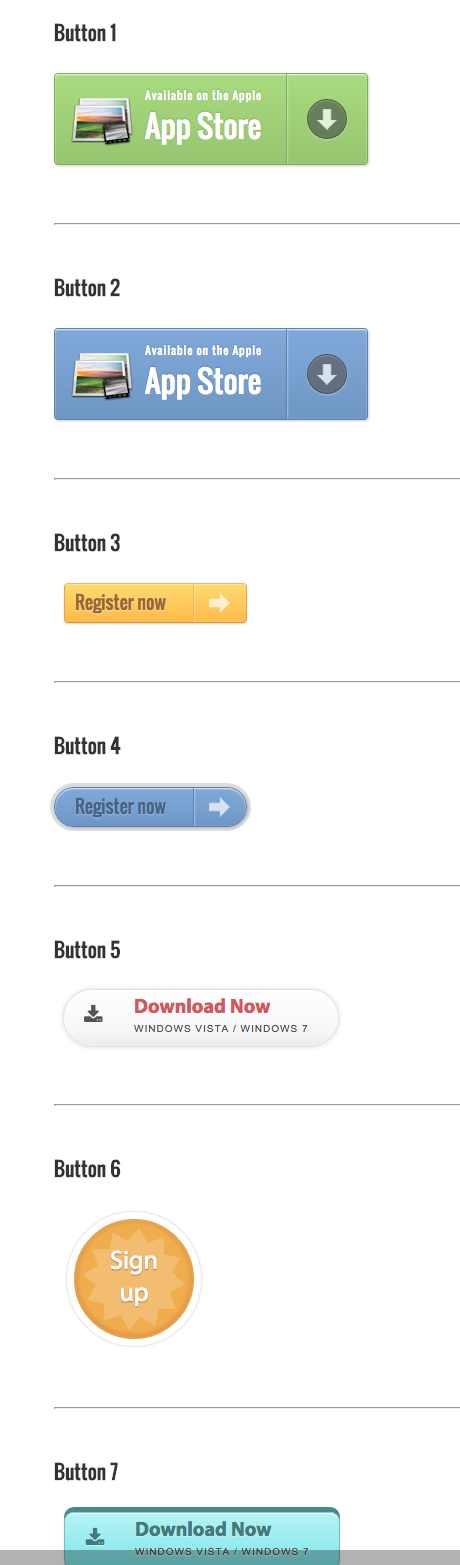 Button 1
Available on the Apple
App Store
Button 2
Available on the Apple
App Store
Button 3
Register now
Button 4
Register now
Button 5
Download Now
WINDOWS VISTA / WINDOWS 7
Button 6
Sign
up
Button 7
Download Now
WINDOWS VISTA / WINDOWS 7